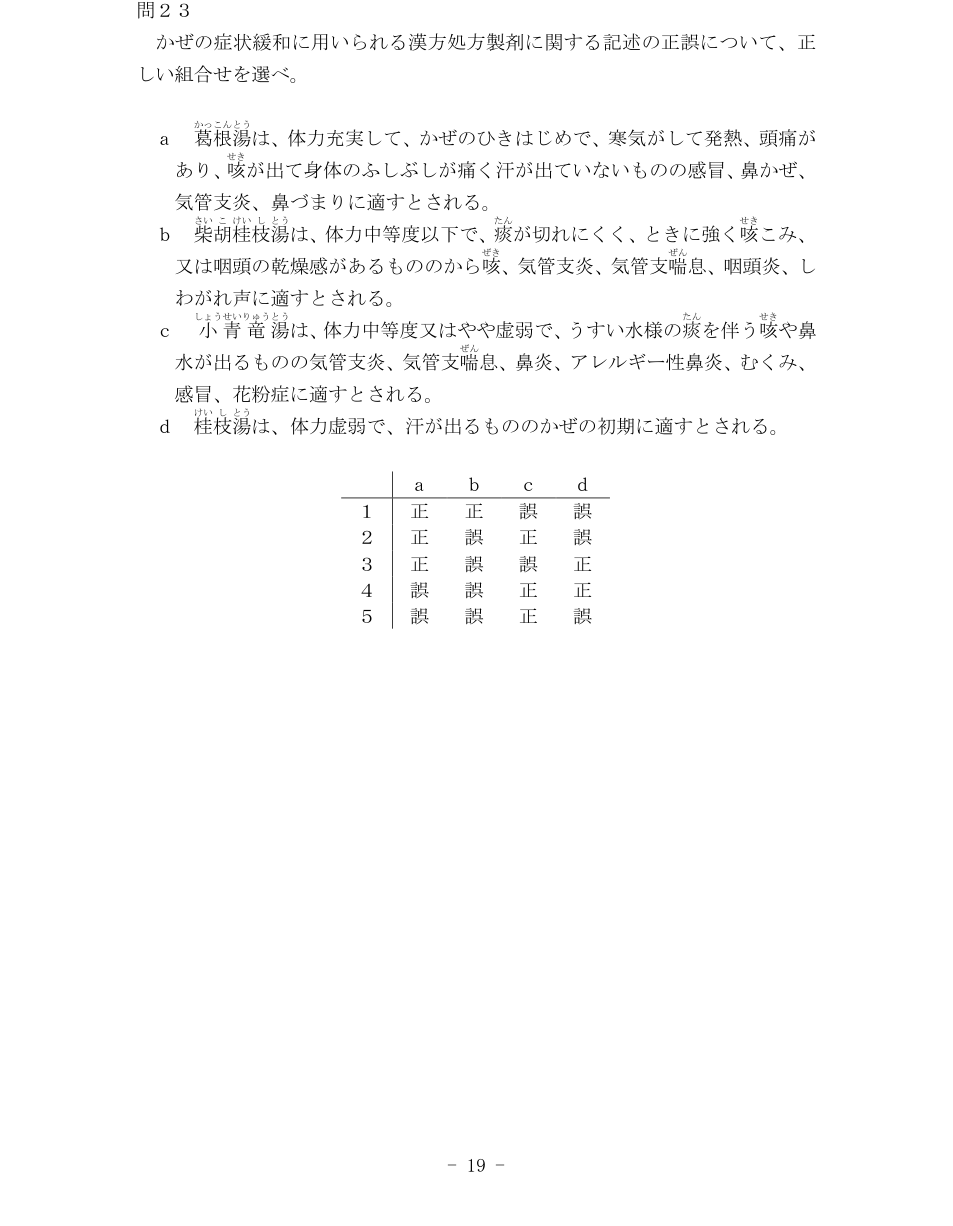 問２３
かぜの症状緩和に用いられる漢方処方製剤に関する記述の正誤について、正
しい組合せを選べ。
かっこんとう
a 葛根湯は、体力充実して、かぜのひきはじめで、寒気がして発熱、頭痛が
せき
あり、咳が出て身体のふしぶしが痛く汗が出ていないものの感冒、鼻かぜ、
気管支炎、鼻づまりに適すとされる。
さい こ けい し とう たん せき
b 柴胡桂枝湯は、体力中等度以下で、痰が切れにくく、ときに強く咳こみ、
ぜき ぜん
又は咽頭の乾燥感があるもののから咳、気管支炎、気管支喘息、咽頭炎、し
わがれ声に適すとされる。
しょうせいりゅうとう たん せき
c 小青竜湯は、体力中等度又はやや虚弱で、うすい水様の痰を伴う咳や鼻
ぜん
水が出るものの気管支炎、気管支喘息、鼻炎、アレルギー性鼻炎、むくみ、
感冒、花粉症に適すとされる。
けい し とう
d 桂枝湯は、体力虚弱で、汗が出るもののかぜの初期に適すとされる。
a b c d
1 正 正 誤 誤
2 正 誤 正 誤
3 正 誤 誤 正
4 誤 誤 正 正
5 誤 誤 正 誤
- 19 -